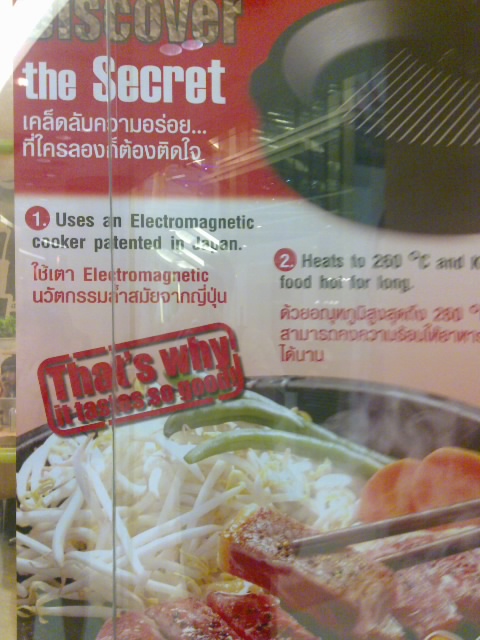 Discover
the Secret
เคล็ดลับความอร่อย...
ที่ใครลองก็ต้องติดใจ
1. Uses an Electromagnetic
cooker patented in Japan.
ใช้เตา Electromagnetic
นวัตกรรมล้ำสมัยจากญี่ปุ่น
2. Heats to 260 °C and
food hot for long.
ด้วยอุณหภูมิสูงสุดถึง 260 °
สามารถคงความร้อนให้อาหาร
ได้นาน
That's why
it tastes so good!